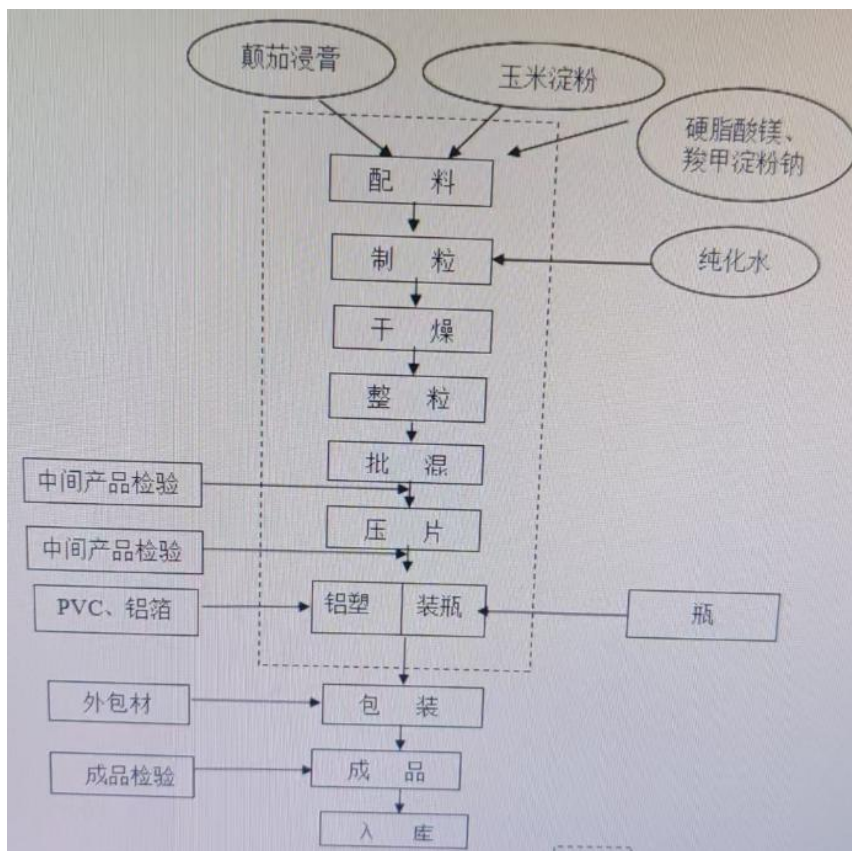 颠茄浸膏
玉米淀粉
硬脂酸镁、
羧甲淀粉钠
配 料
制 粒
纯化水
干 燥
整 粒
批 混
中间产品检验
压 片
中间产品检验
PVC、铝箔
铝塑
装瓶
瓶
外包材
包 装
成品检验
成 品
入 库